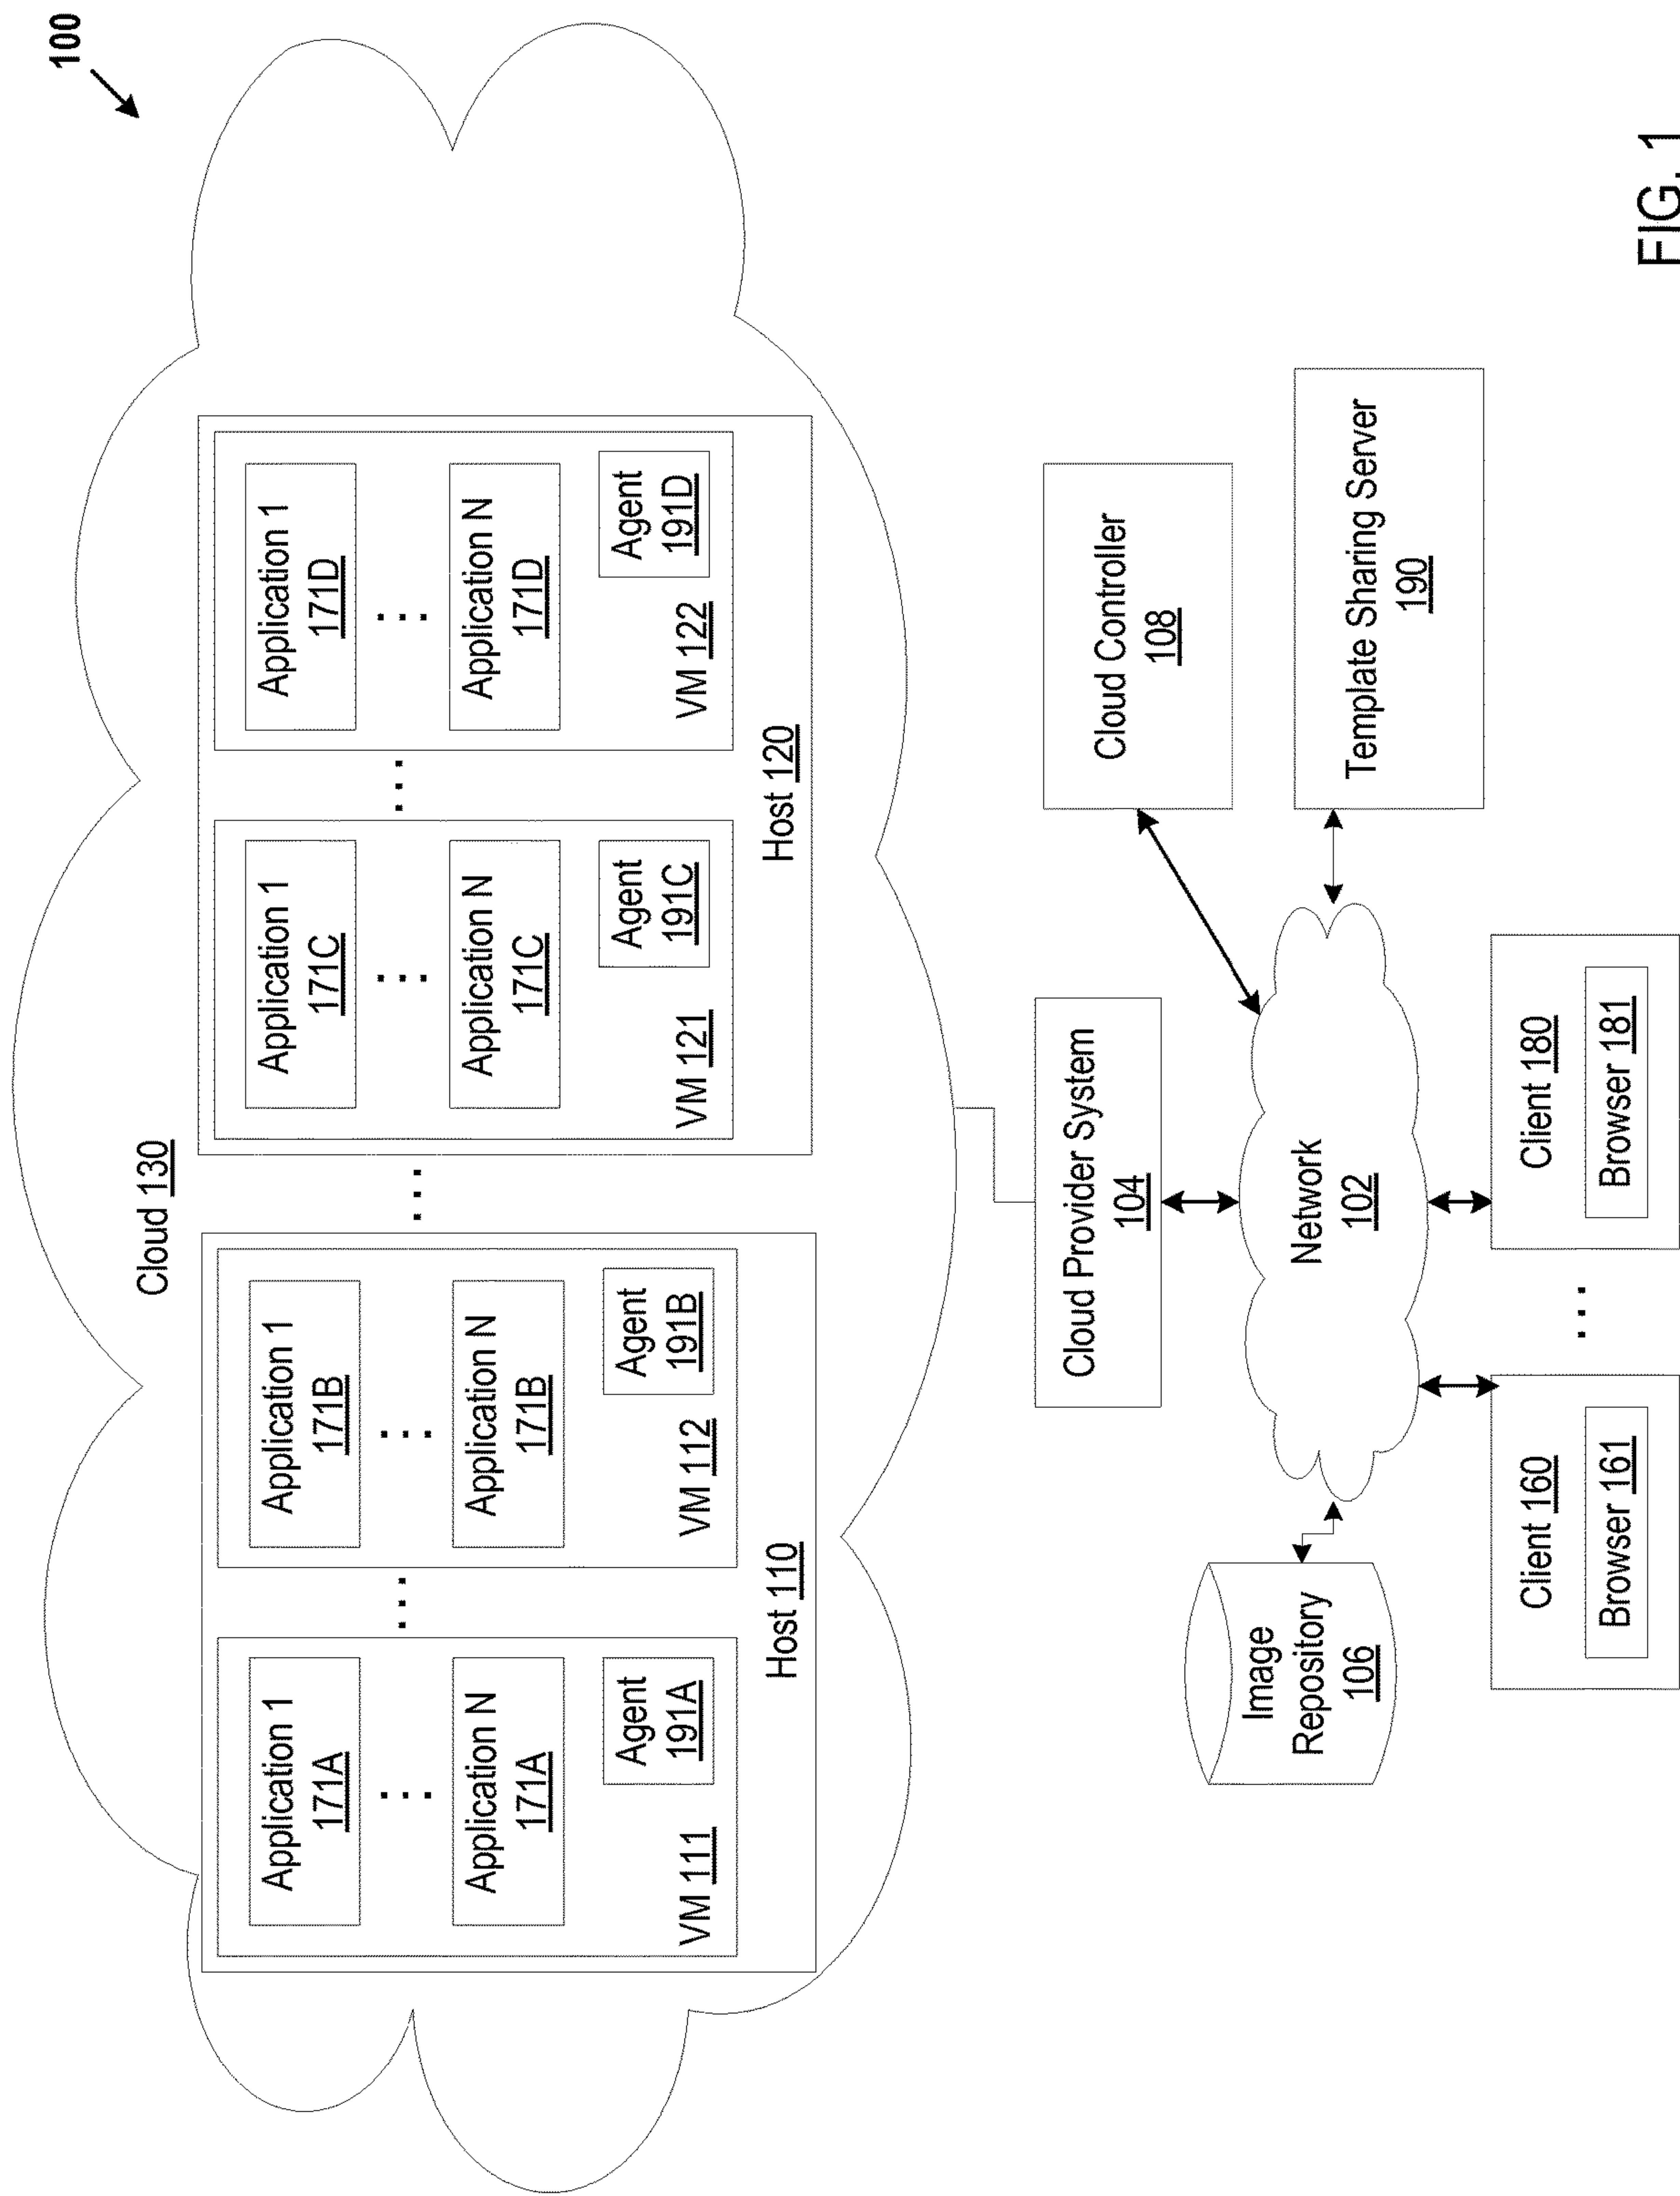 100
Cloud 130
Application 1
171A
...
Application N
171A
Agent
191A
VM 111
...
Application 1
171B
...
Application N
171B
Agent
191B
VM 112
Host 110
...
Application 1
171C
...
Application N
171C
Agent
191C
VM 121
...
Application 1
171D
...
Application N
171D
Agent
191D
VM 122
Host 120
Cloud Provider System
104
Cloud Controller
108
Image
Repository
106
Network
102
Template Sharing Server
190
Client 160
Browser 161
...
Client 180
Browser 181
FIG. 1